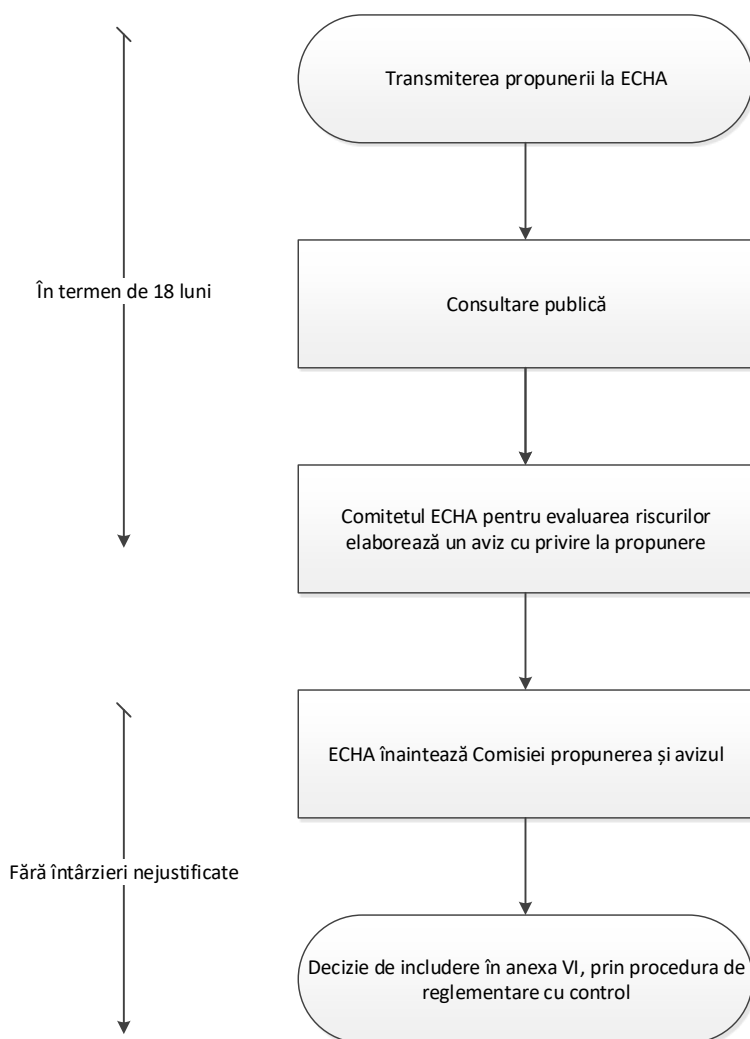 Transmiterea propunerii la ECHA
În termen de 18 luni
Consultare publică
Comitetul ECHA pentru evaluarea riscurilor
elaborează un aviz cu privire la propunere
ECHA înaintează Comisiei propunerea și avizul
Fără întârzieri nejustificate
Decizie de includere în anexa VI, prin procedura de
reglementare cu control